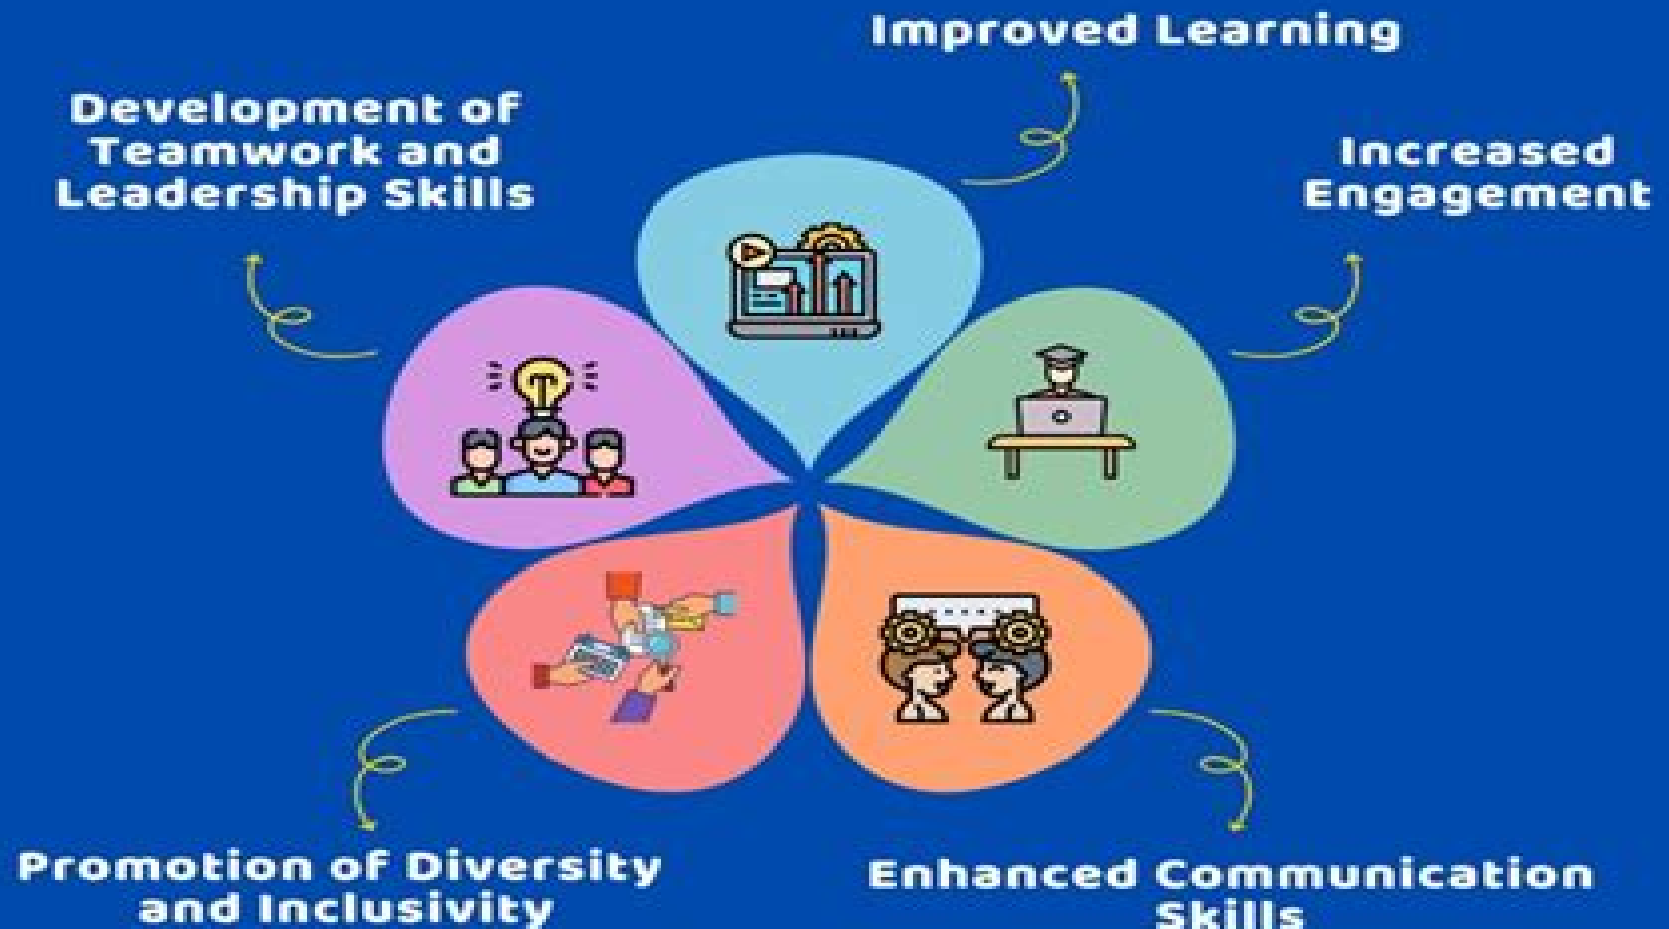 Improved Learning
Development of
Teamwork and
Leadership Skills
Increased
Engagement
Promotion of Diversity
and Inclusivity
Enhanced Communication
Skills